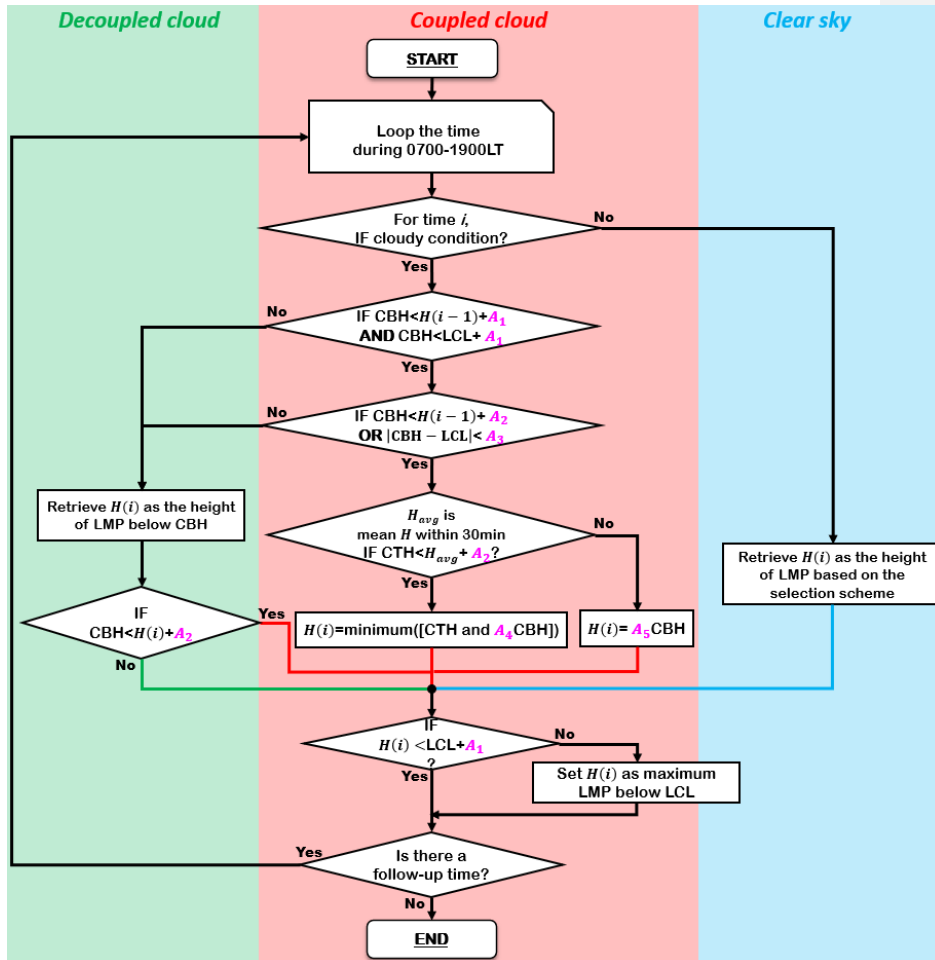 Decoupled cloud
Coupled cloud
Clear sky
START
Loop the time
during 0700-1900LT
For time i,
IF cloudy condition?
No
Yes
IF CBH<H(i − 1)+A₁
AND CBH<LCL+ A₁
No
Yes
IF CBH<H(i − 1)+ A₂
OR |CBH − LCL|< A₃
No
Yes
Retrieve H(i) as the height
of LMP below CBH
H_avg is
mean H within 30min
IF CTH<H_avg+ A₂?
No
Yes
Retrieve H(i) as the height
of LMP based on the
selection scheme
IF
CBH<H(i)+A₂
Yes
No
H(i)=minimum([CTH and A₄CBH])
H(i)= A₅CBH
IF
H(i) <LCL+A₁
?
No
Yes
Set H(i) as maximum
LMP below LCL
Is there a
follow-up time?
Yes
No
END